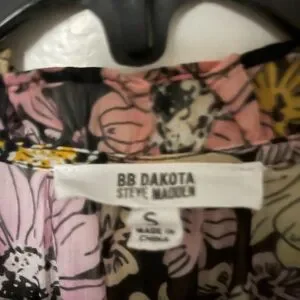 BB DAKOTA
STEVE MADDEN
S
MADE IN
CHINA